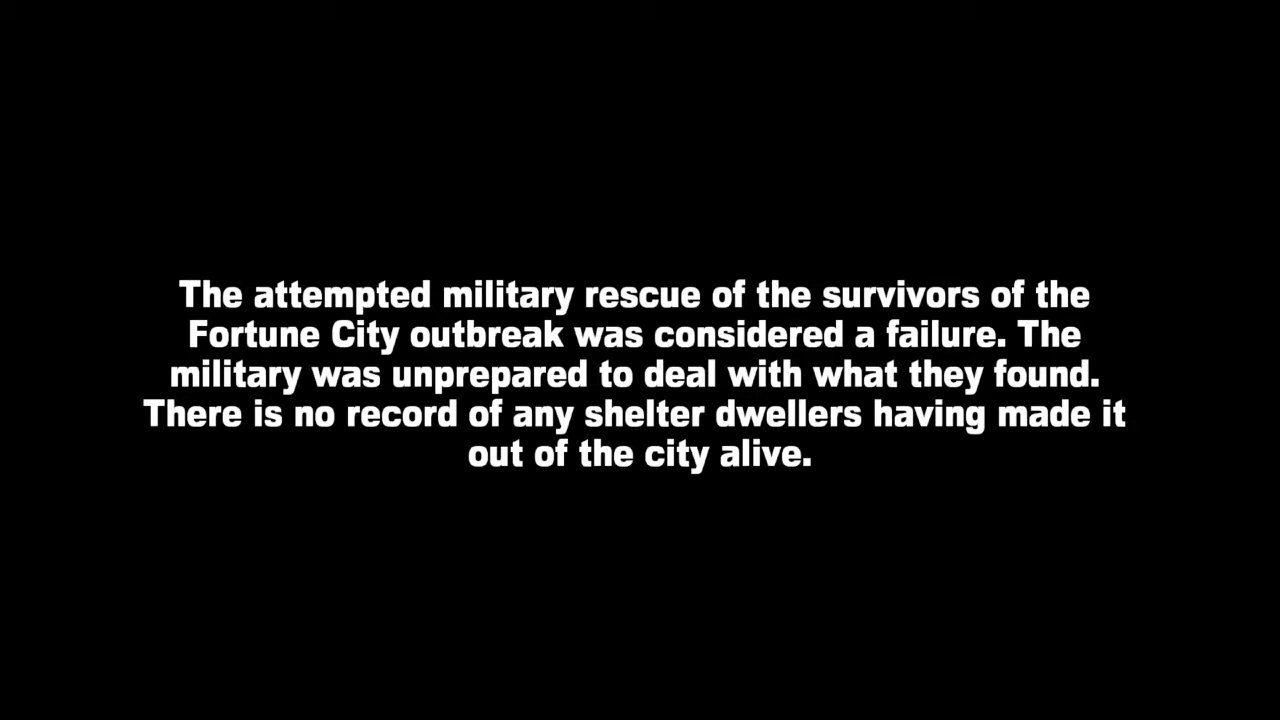 The attempted military rescue of the survivors of the
Fortune City outbreak was considered a failure. The
military was unprepared to deal with what they found.
There is no record of any shelter dwellers having made it
out of the city alive.